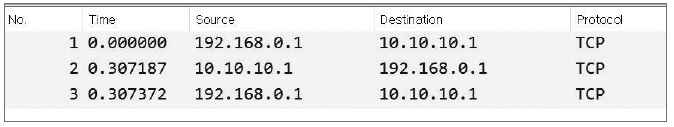 No. Time Source Destination Protocol
1 0.000000 192.168.0.1 10.10.10.1 TCP
2 0.307187 10.10.10.1 192.168.0.1 TCP
3 0.307372 192.168.0.1 10.10.10.1 TCP